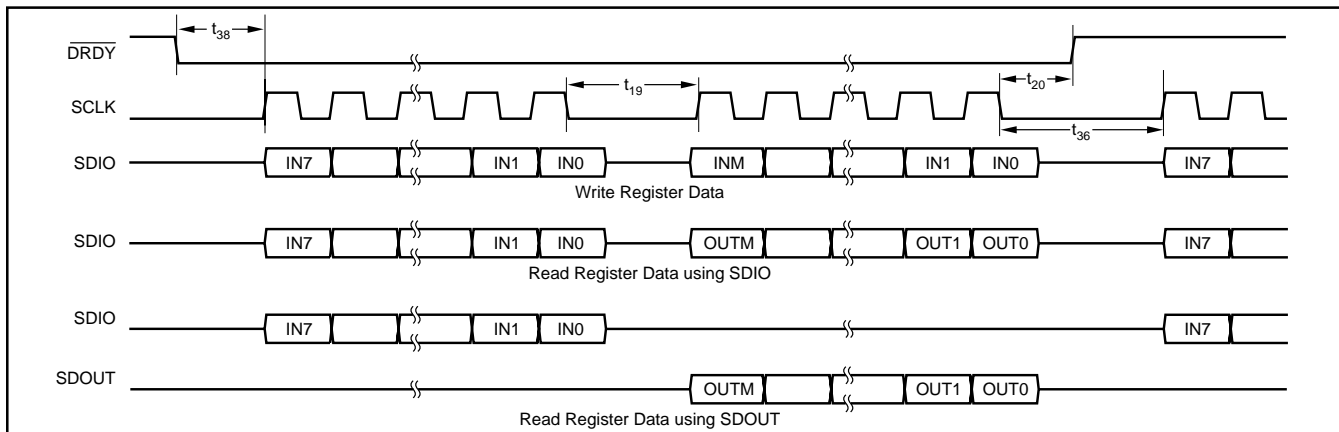 t38
DRDY
t19
t20
SCLK
t36
SDIO IN7 IN1 IN0 INM IN1 IN0 IN7
Write Register Data
SDIO IN7 IN1 IN0 OUTM OUT1 OUT0 IN7
Read Register Data using SDIO
SDIO IN7 IN1 IN0 IN7
SDOUT OUTM OUT1 OUT0
Read Register Data using SDOUT